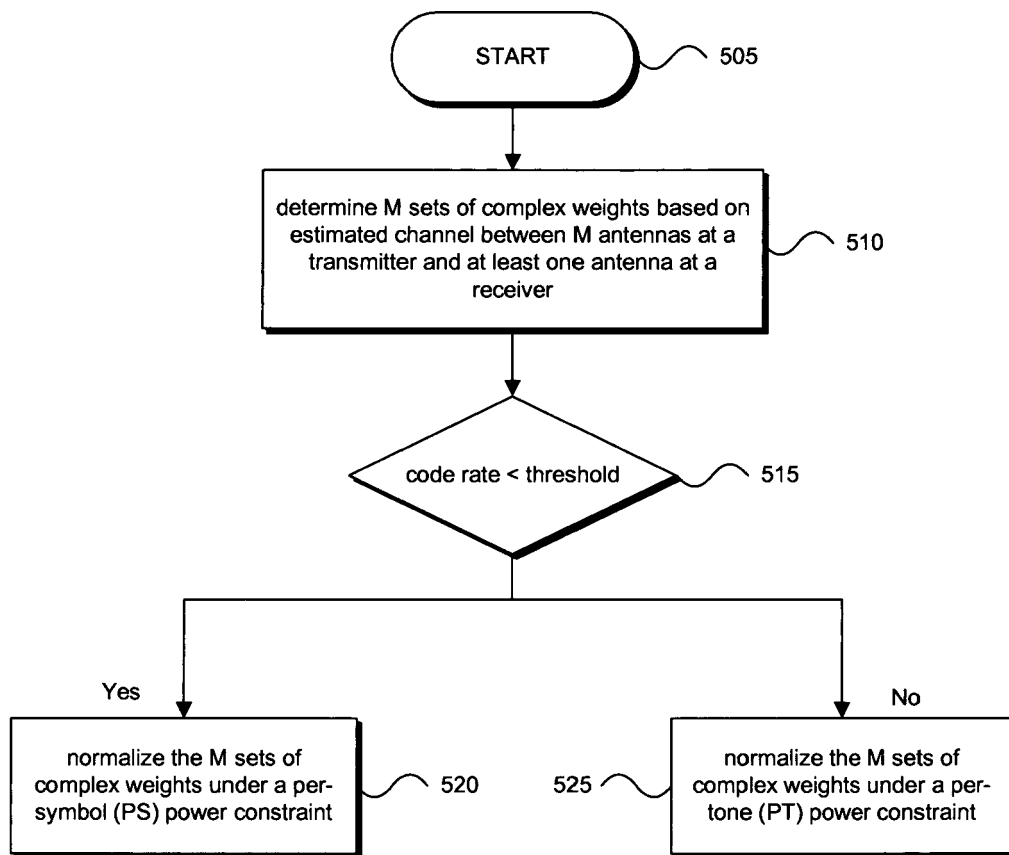 START
505
determine M sets of complex weights based on
estimated channel between M antennas at a
transmitter and at least one antenna at a
receiver
510
code rate < threshold
515
Yes
No
normalize the M sets of
complex weights under a per-
symbol (PS) power constraint
520
525
normalize the M sets of
complex weights under a per-
tone (PT) power constraint